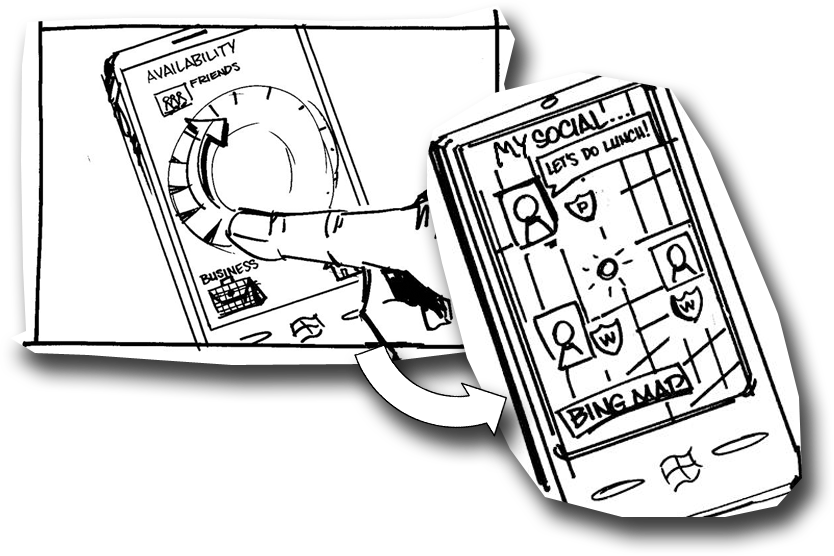 AVAILABILITY
FRIENDS
BUSINESS
MY SOCIAL...
LET'S DO LUNCH!
P
W
W
BING MAP